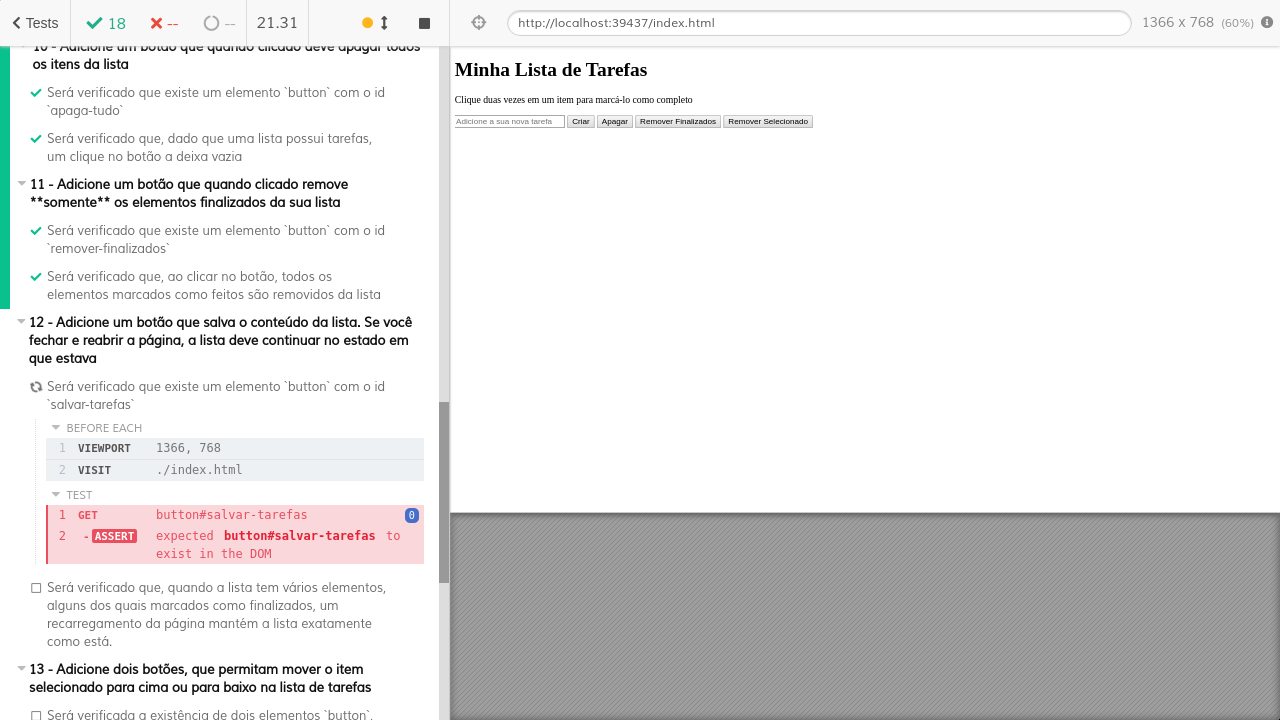 Tests
18
--
--
21.31
http://localhost:39437/index.html
1366 x 768 (60%)
10 - Adicione um botão que quando clicado deve apagar todos
os itens da lista
Será verificado que existe um elemento `button` com o id
`apaga-tudo`
Será verificado que, dado que uma lista possui tarefas,
um clique no botão a deixa vazia
11 - Adicione um botão que quando clicado remove
**somente** os elementos finalizados da sua lista
Será verificado que existe um elemento `button` com o id
`remover-finalizados`
Será verificado que, ao clicar no botão, todos os
elementos marcados como feitos são removidos da lista
12 - Adicione um botão que salva o conteúdo da lista. Se você
fechar e reabrir a página, a lista deve continuar no estado em
que estava
Será verificado que existe um elemento `button` com o id
`salvar-tarefas`
BEFORE EACH
1 VIEWPORT 1366, 768
2 VISIT ./index.html
TEST
1 GET button#salvar-tarefas 0
2 -ASSERT expected button#salvar-tarefas to
exist in the DOM
Será verificado que, quando a lista tem vários elementos,
alguns dos quais marcados como finalizados, um
recarregamento da página mantém a lista exatamente
como está.
13 - Adicione dois botões, que permitam mover o item
selecionado para cima ou para baixo na lista de tarefas
Será verificada a existência de dois elementos `button`,
Minha Lista de Tarefas
Clique duas vezes em um item para marcá-lo como completo
Adicione a sua nova tarefa Criar Apagar Remover Finalizados Remover Selecionado